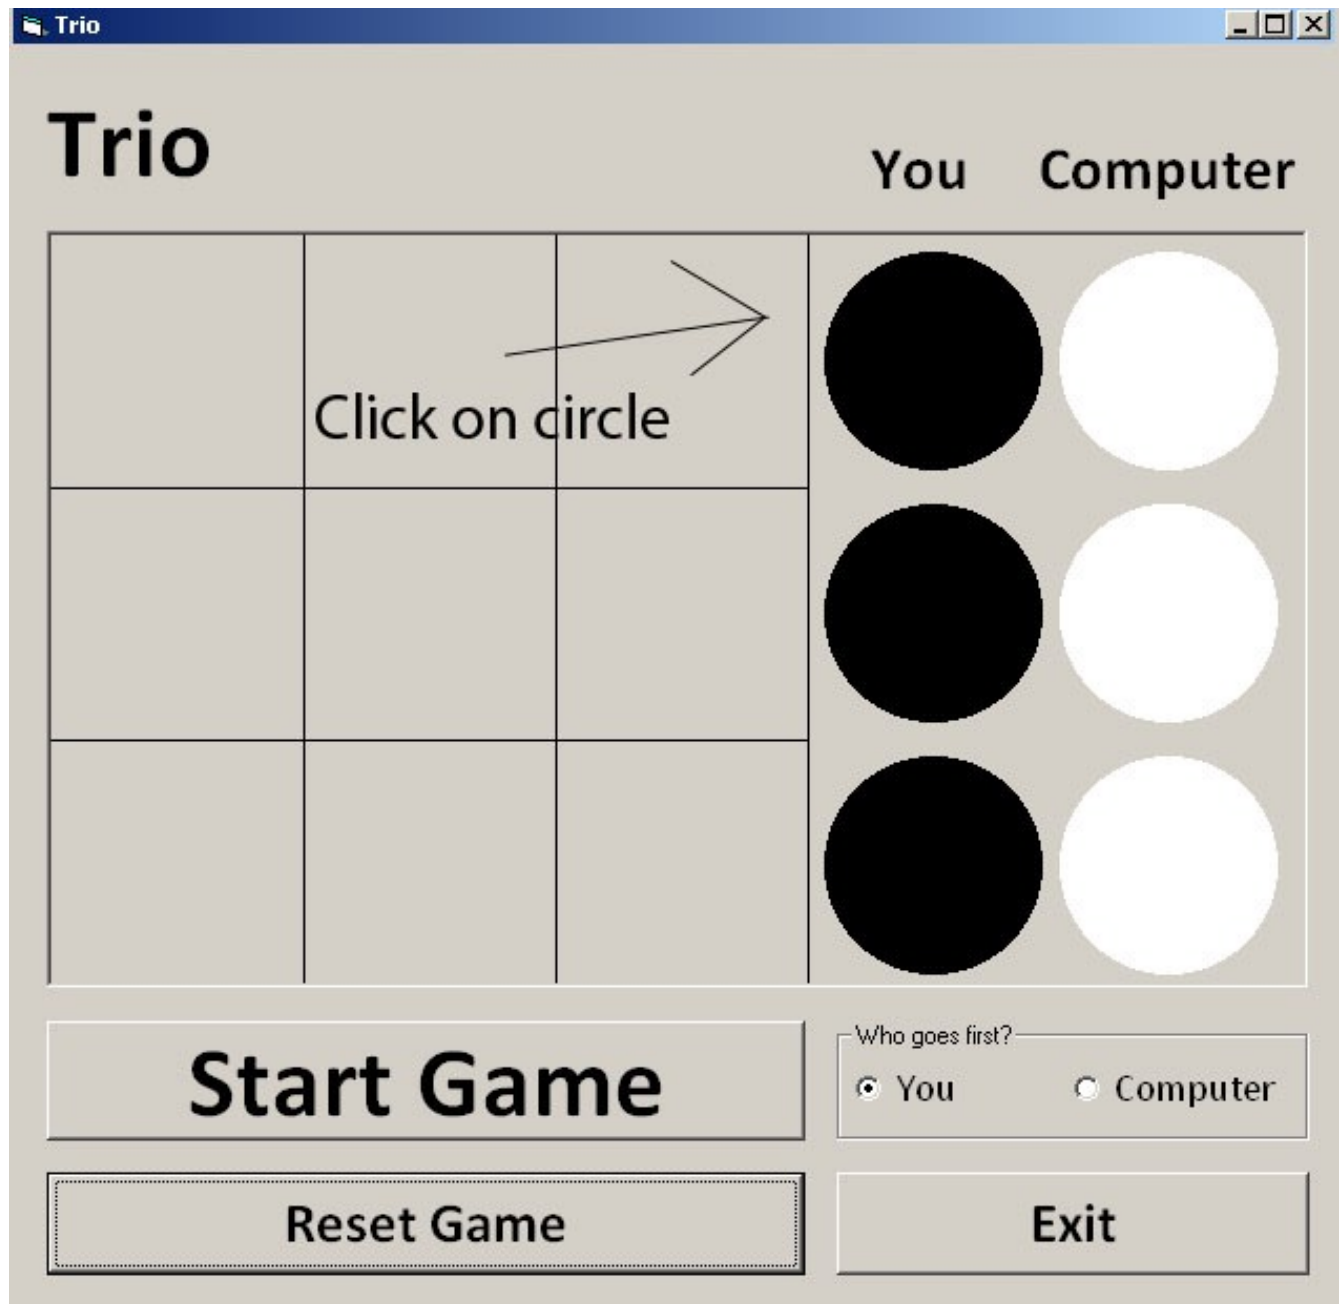 Trio
Trio
You Computer
Click on circle
Start Game
Who goes first?
You Computer
Reset Game
Exit